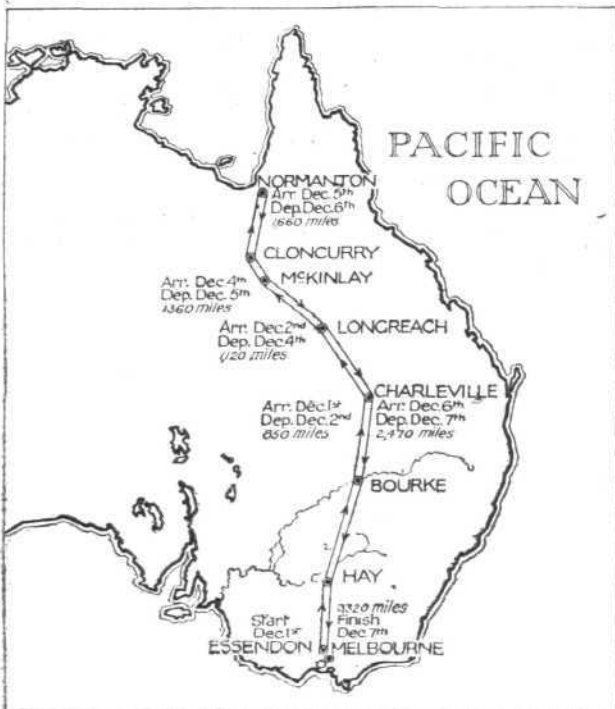 PACIFIC
OCEAN
NORMANTON
Arr. Dec. 5th
Dep. Dec. 6th
1660 miles
CLONCURRY
McKINLAY
Arr. Dec. 4th
Dep. Dec. 5th
1360 miles
LONGREACH
Arr. Dec. 2nd
Dep. Dec. 4th
1120 miles
CHARLEVILLE
Arr. Dec. 1st
Dep. Dec. 2nd
850 miles
Arr. Dec. 6th
Dep. Dec. 7th
2,470 miles
BOURKE
HAY
Start
Dec. 1st
3320 miles
Finish
Dec. 7th
ESSENDON
MELBOURNE